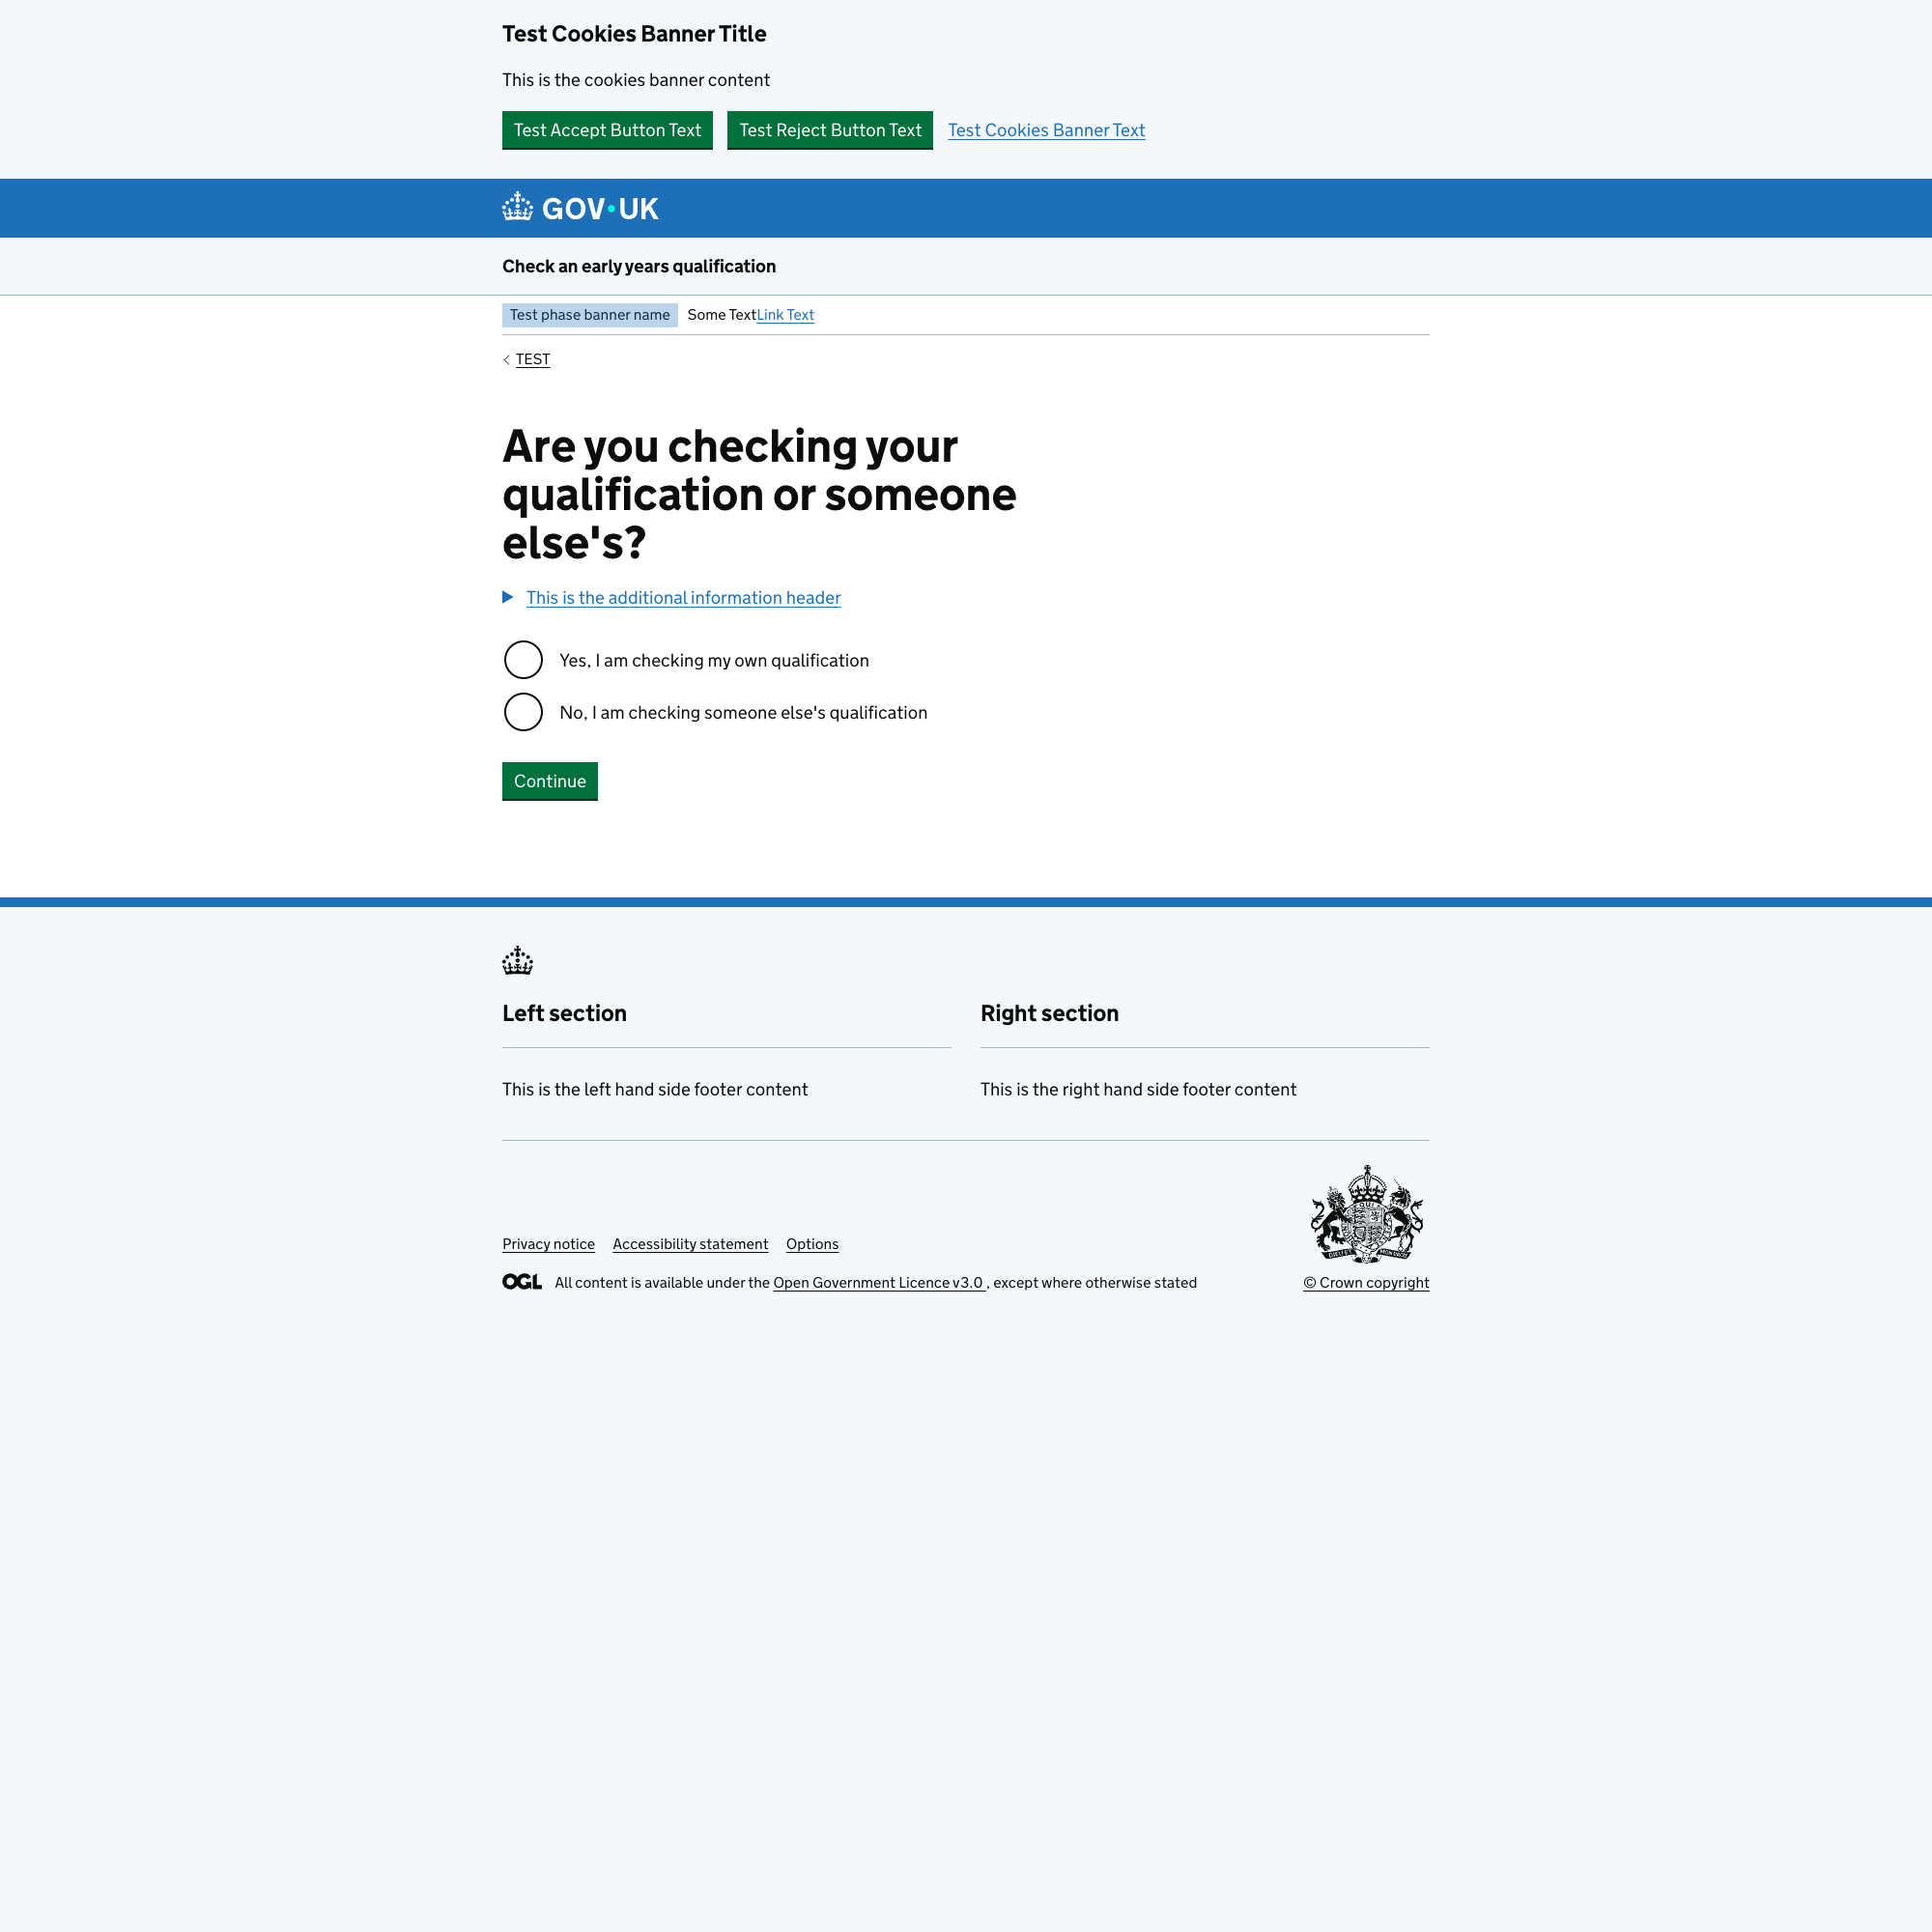 Test Cookies Banner Title
This is the cookies banner content
Test Accept Button Text
Test Reject Button Text
Test Cookies Banner Text
GOV·UK
Check an early years qualification
Test phase banner name
Some TextLink Text
TEST
Are you checking your
qualification or someone
else's?
This is the additional information header
Yes, I am checking my own qualification
No, I am checking someone else's qualification
Continue
Left section
This is the left hand side footer content
Right section
This is the right hand side footer content
Privacy notice
Accessibility statement
Options
OGL
All content is available under the Open Government Licence v3.0 , except where otherwise stated
© Crown copyright